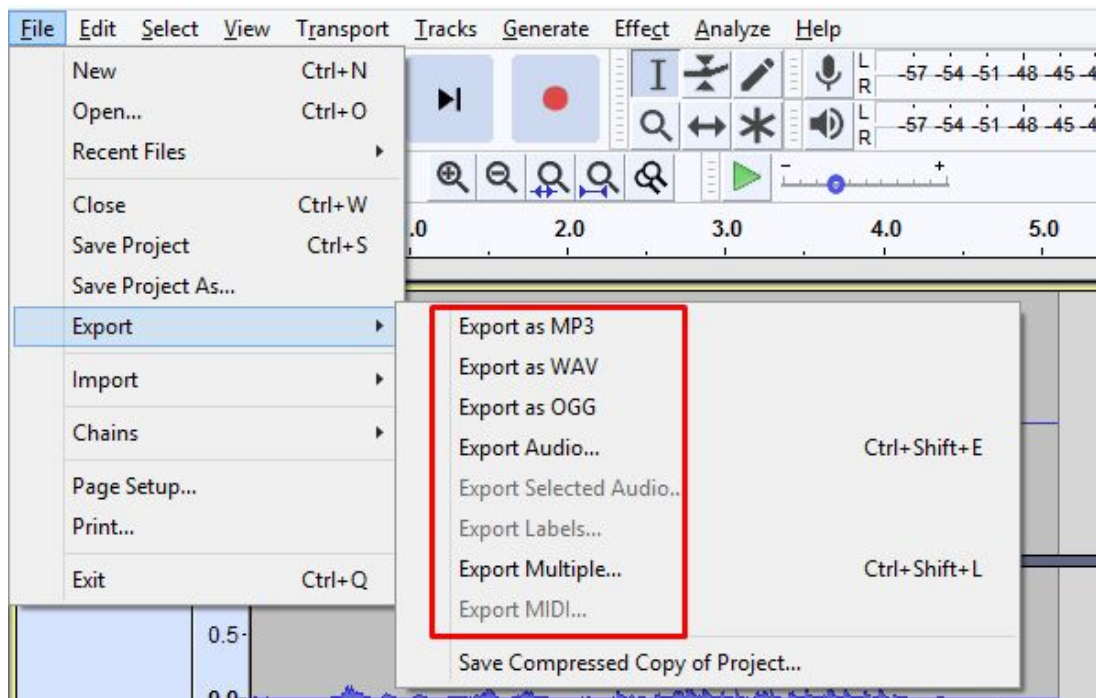 File Edit Select View Transport Tracks Generate Effect Analyze Help
New Ctrl+N
Open... Ctrl+O
Recent Files
Close Ctrl+W
Save Project Ctrl+S
Save Project As...
Export
Import
Chains
Page Setup...
Print...
Exit Ctrl+Q
L
R
-57 -54 -51 -48 -45
L
R
-57 -54 -51 -48 -45
- +
.0 2.0 3.0 4.0 5.0
Export as MP3
Export as WAV
Export as OGG
Export Audio... Ctrl+Shift+E
Export Selected Audio..
Export Labels...
Export Multiple... Ctrl+Shift+L
Export MIDI...
Save Compressed Copy of Project...
0.5-